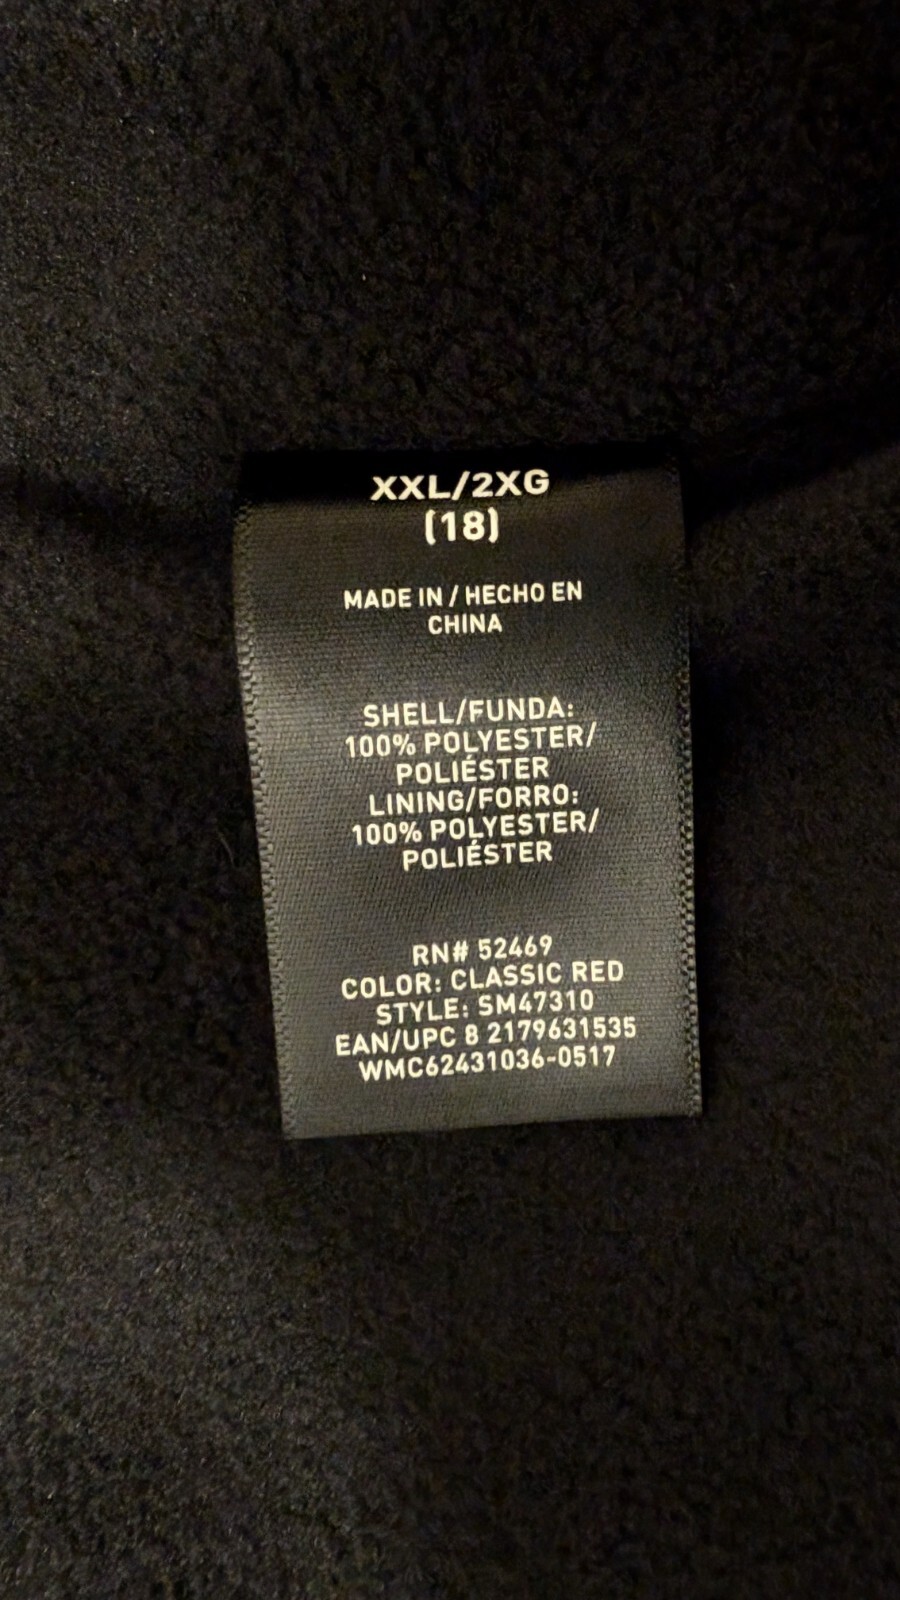 XXL/2XG
(18)
MADE IN / HECHO EN
CHINA
SHELL/FUNDA:
100% POLYESTER/
POLIÉSTER
LINING/FORRO:
100% POLYESTER/
POLIÉSTER
RN# 52469
COLOR: CLASSIC RED
STYLE: SM47310
EAN/UPC 8 2179631535
WMC62431036-0517